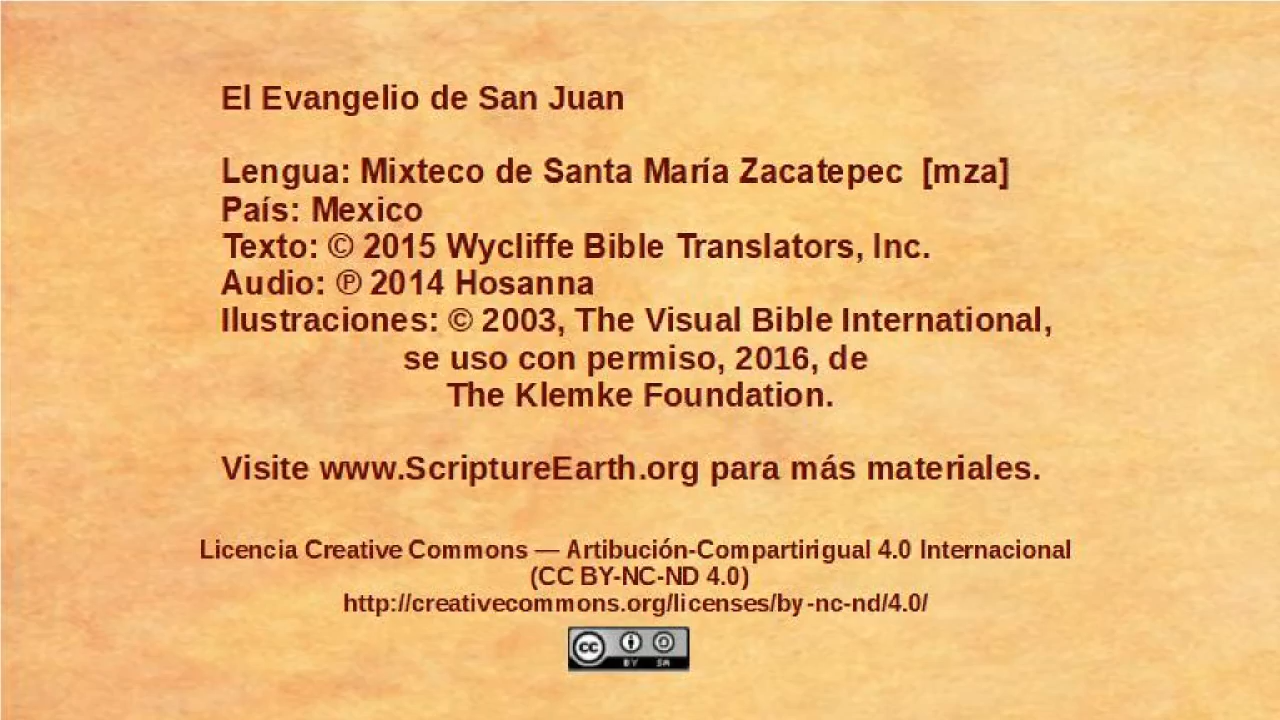 El Evangelio de San Juan
Lengua: Mixteco de Santa María Zacatepec [mza]
País: Mexico
Texto: © 2015 Wycliffe Bible Translators, Inc.
Audio: ℗ 2014 Hosanna
Ilustraciones: © 2003, The Visual Bible International,
se uso con permiso, 2016, de
The Klemke Foundation.
Visite www.ScriptureEarth.org para más materiales.
Licencia Creative Commons — Artibución-Compartirigual 4.0 Internacional
(CC BY-NC-ND 4.0)
http://creativecommons.org/licenses/by-nc-nd/4.0/
cc BY SA